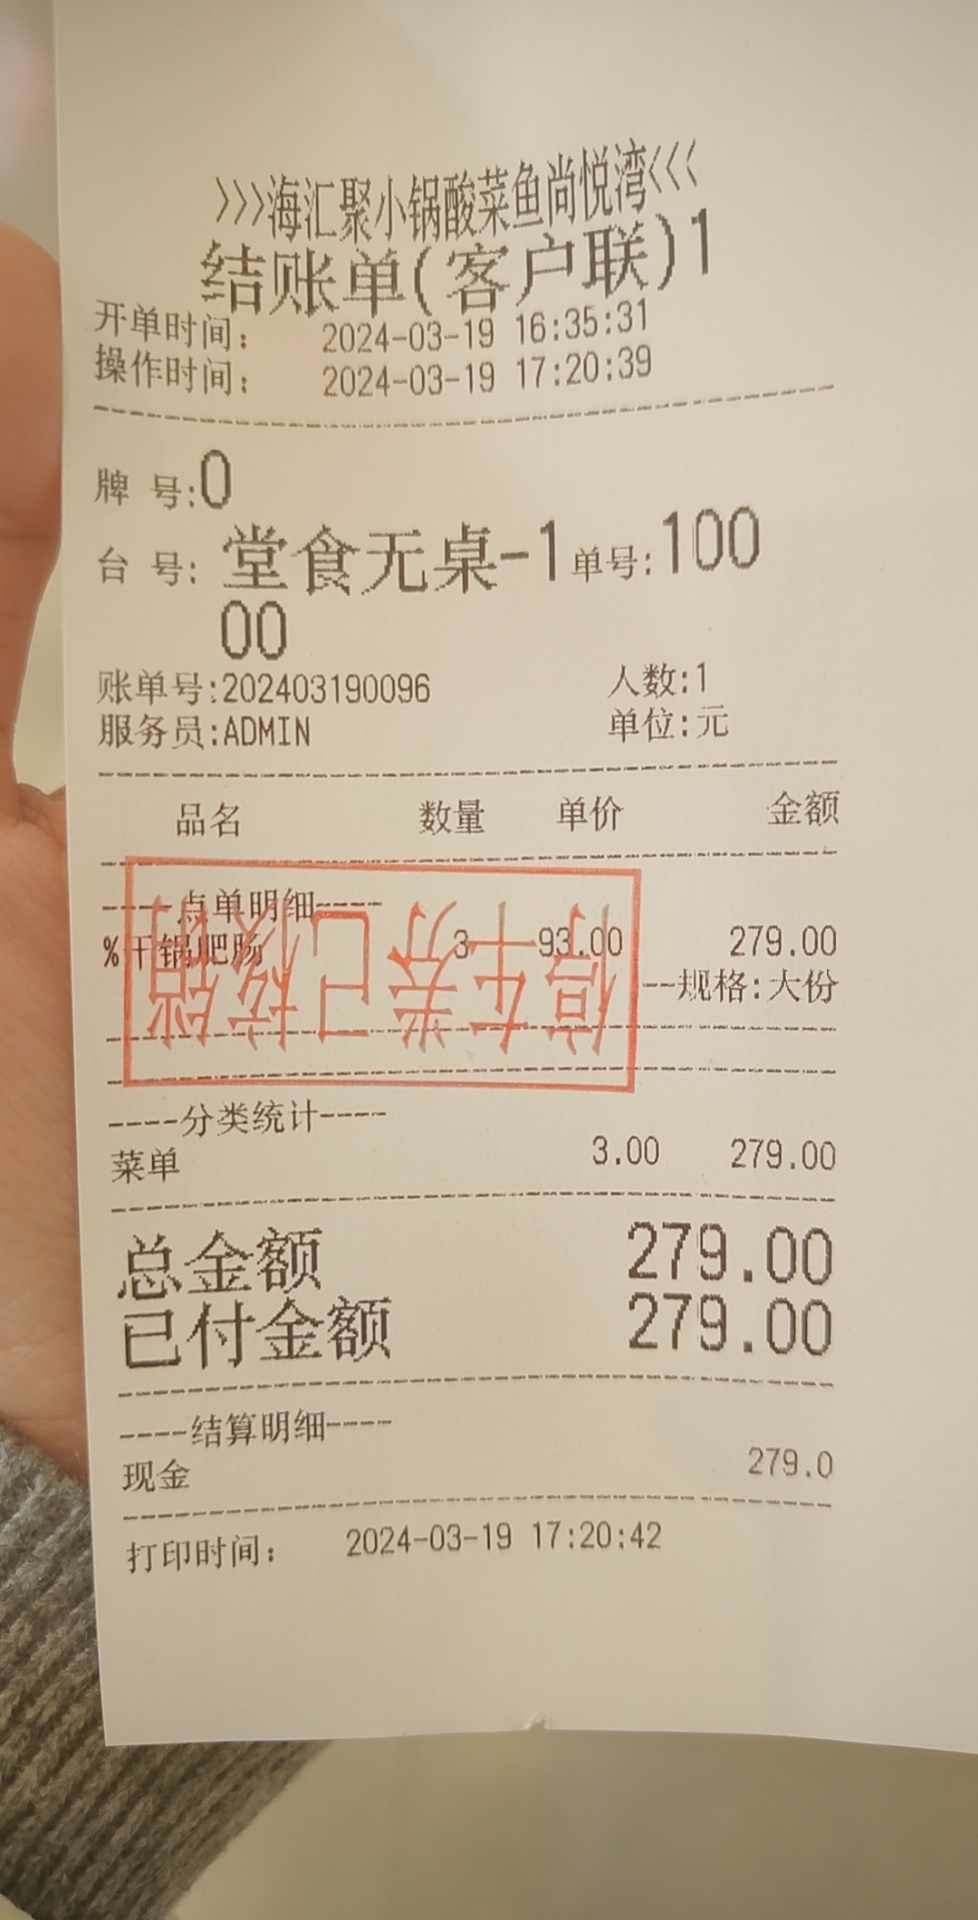 >>>海汇聚小锅酸菜鱼尚悦湾<<<
结账单(客户联)1
开单时间: 2024-03-19 16:35:31
操作时间: 2024-03-19 17:20:39
牌 号:0
台 号: 堂食无桌-1 单号:100
00
账单号:202403190096 人数:1
服务员:ADMIN 单位:元
品名 数量 单价 金额
----点单明细----
%干锅肥肠 3 93.00 279.00
--规格:大份
停车券已核销
----分类统计----
菜单 3.00 279.00
总金额 279.00
已付金额 279.00
----结算明细----
现金 279.0
打印时间: 2024-03-19 17:20:42